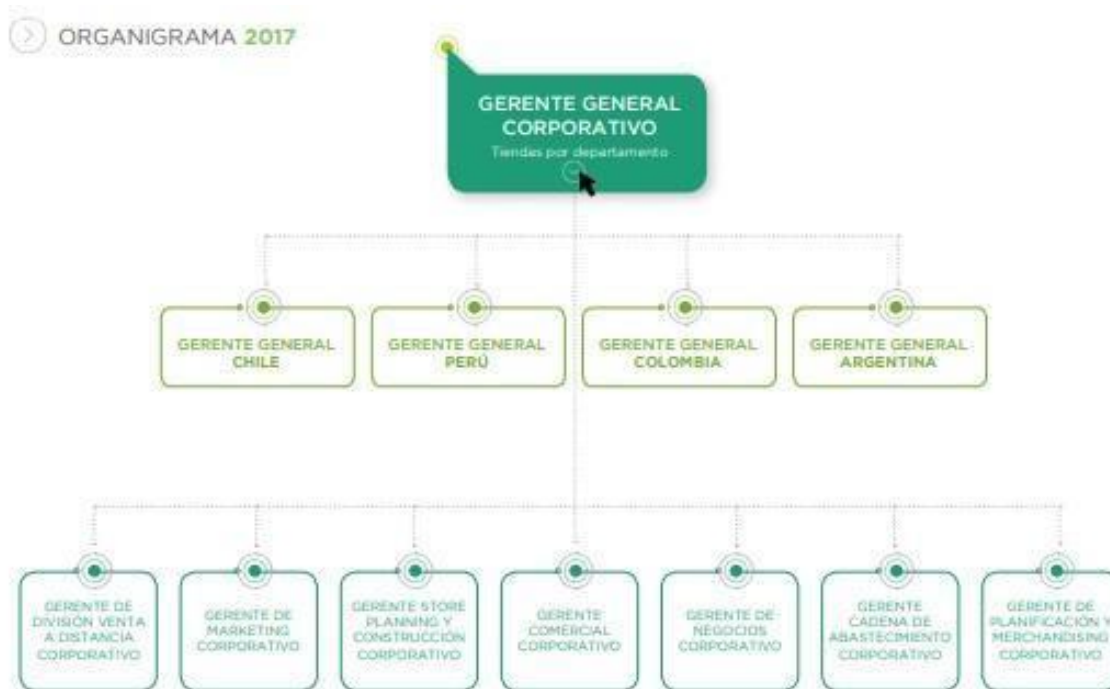 ORGANIGRAMA 2017
GERENTE GENERAL
CORPORATIVO
Tiendas por departamento
GERENTE GENERAL
CHILE
GERENTE GENERAL
PERÚ
GERENTE GENERAL
COLOMBIA
GERENTE GENERAL
ARGENTINA
GERENTE DE
DIVISIÓN VENTA
A DISTANCIA
CORPORATIVO
GERENTE DE
MARKETING
CORPORATIVO
GERENTE STORE
PLANNING Y
CONSTRUCCIÓN
CORPORATIVO
GERENTE
COMERCIAL
CORPORATIVO
GERENTE DE
NEGOCIOS
CORPORATIVO
GERENTE
CADENA DE
ABASTECIMIENTO
CORPORATIVO
GERENTE DE
PLANIFICACIÓN Y
MERCHANDISING
CORPORATIVO